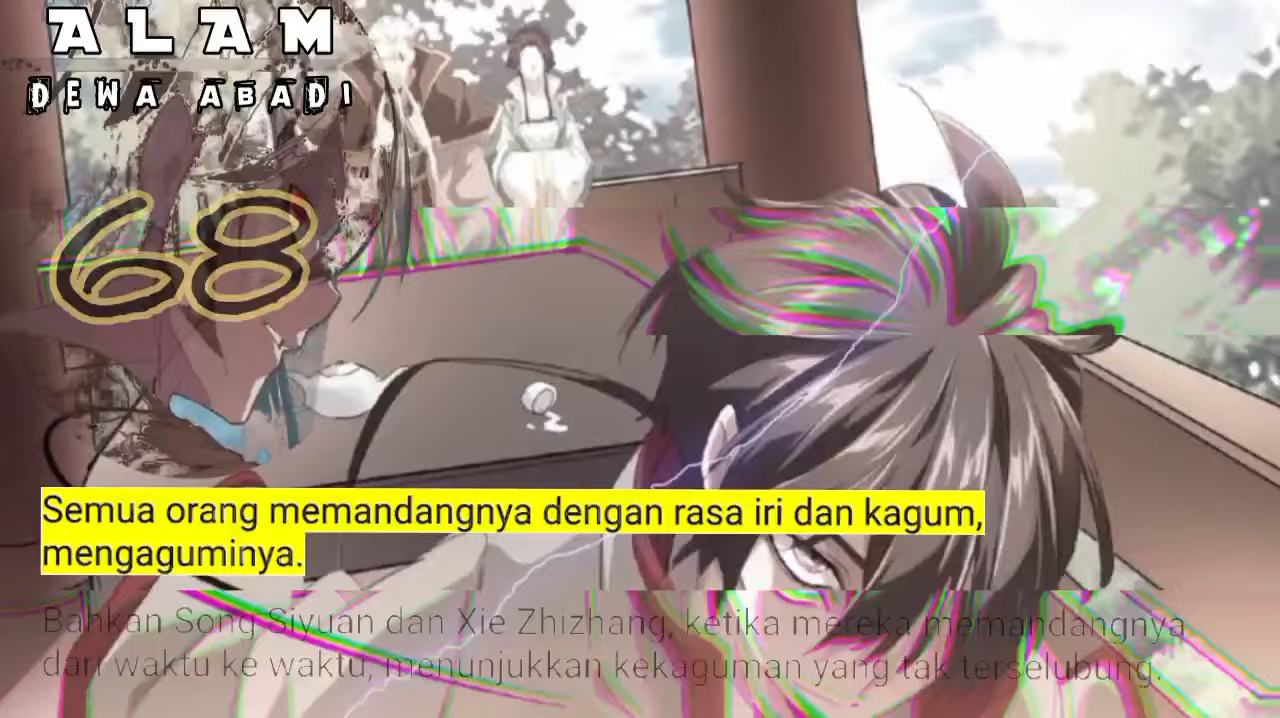 ALAM
DEWA ABADI
68
Semua orang memandangnya dengan rasa iri dan kagum,
mengaguminya.
Bahkan Song Siyuan dan Xie Zhizhang, ketika mereka memandangnya
dari waktu ke waktu, menunjukkan kekaguman yang tak terselubung.